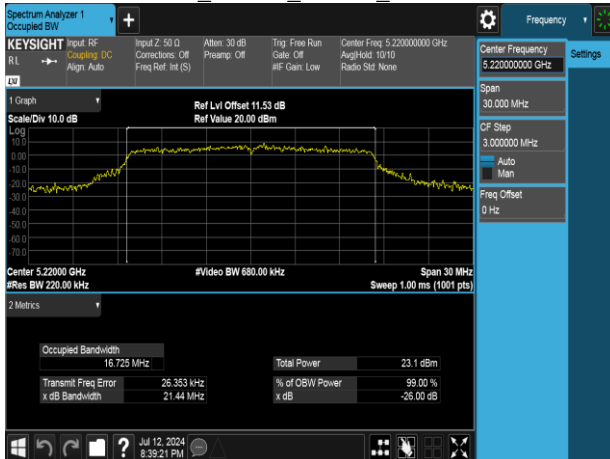 Spectrum Analyzer 1
Occupied BW
Frequency
KEYSIGHT Input: RF
Coupling: DC
Align: Auto
RL
LXI
Input Z: 50 Ω
Corrections: Off
Freq Ref: Int (S)
Atten: 30 dB
Preamp: Off
Trig: Free Run
Gate: Off
#IF Gain: Low
Center Freq: 5.220000000 GHz
Avg|Hold: 10/10
Radio Std: None
Center Frequency
5.220000000 GHz
Settings
Span
30.000 MHz
CF Step
3.000000 MHz
Auto
Man
Freq Offset
0 Hz
1 Graph
Scale/Div 10.0 dB
Ref Lvl Offset 11.53 dB
Ref Value 20.00 dBm
Log
10.0
0.00
-10.0
-20.0
-30.0
-40.0
-50.0
-60.0
-70.0
Center 5.22000 GHz
#Video BW 680.00 kHz
Span 30 MHz
#Res BW 220.00 kHz
Sweep 1.00 ms (1001 pts)
2 Metrics
Occupied Bandwidth
16.725 MHz
Total Power 23.1 dBm
Transmit Freq Error 26.353 kHz
% of OBW Power 99.00 %
x dB Bandwidth 21.44 MHz
x dB -26.00 dB
?
Jul 12, 2024
8:39:21 PM